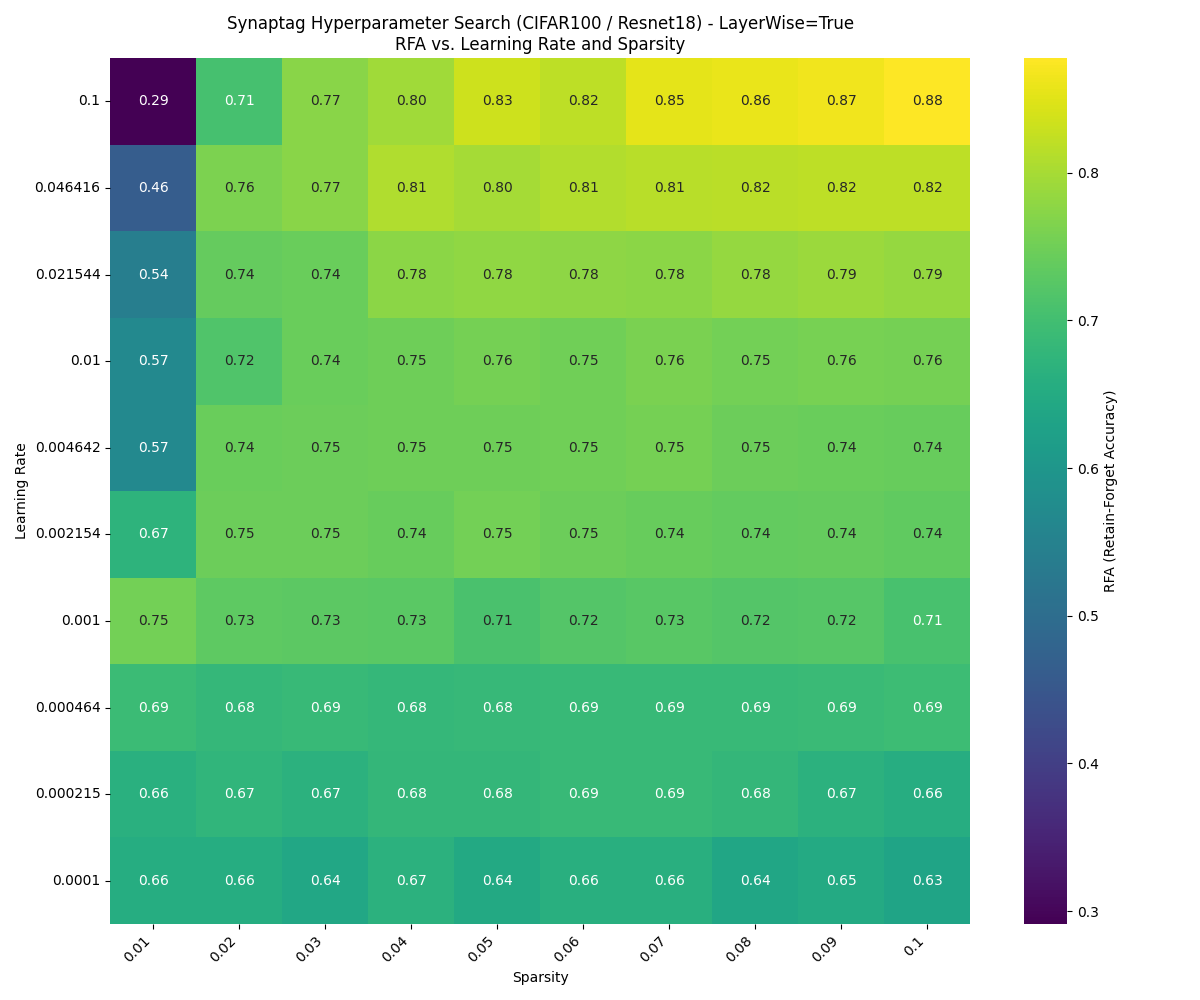 Synaptag Hyperparameter Search (CIFAR100 / Resnet18) - LayerWise=True
RFA vs. Learning Rate and Sparsity
0.1 0.29 0.71 0.77 0.80 0.83 0.82 0.85 0.86 0.87 0.88
0.046416 0.46 0.76 0.77 0.81 0.80 0.81 0.81 0.82 0.82 0.82
0.021544 0.54 0.74 0.74 0.78 0.78 0.78 0.78 0.78 0.79 0.79
0.01 0.57 0.72 0.74 0.75 0.76 0.75 0.76 0.75 0.76 0.76
0.004642 0.57 0.74 0.75 0.75 0.75 0.75 0.75 0.75 0.74 0.74
0.002154 0.67 0.75 0.75 0.74 0.75 0.75 0.74 0.74 0.74 0.74
0.001 0.75 0.73 0.73 0.73 0.71 0.72 0.73 0.72 0.72 0.71
0.000464 0.69 0.68 0.69 0.68 0.68 0.69 0.69 0.69 0.69 0.69
0.000215 0.66 0.67 0.67 0.68 0.68 0.69 0.69 0.68 0.67 0.66
0.0001 0.66 0.66 0.64 0.67 0.64 0.66 0.66 0.64 0.65 0.63
0.01 0.02 0.03 0.04 0.05 0.06 0.07 0.08 0.09 0.1
Sparsity
Learning Rate
0.8
0.7
0.6
0.5
0.4
0.3
RFA (Retain-Forget Accuracy)